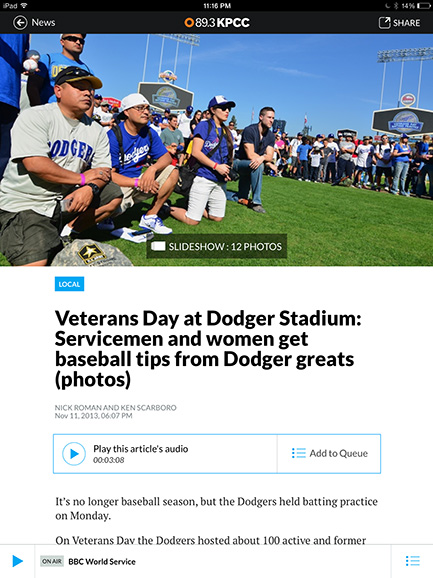 iPad 11:16 PM 14%
News 89.3 KPCC SHARE
DODGERS
Dodgers
Dodgers
SLIDESHOW : 12 PHOTOS
LOCAL
Veterans Day at Dodger Stadium:
Servicemen and women get
baseball tips from Dodger greats
(photos)
NICK ROMAN AND KEN SCARBORO
Nov 11, 2013, 06:07 PM
Play this article's audio
00:03:08
Add to Queue
It's no longer baseball season, but the Dodgers held batting practice
on Monday.
On Veterans Day the Dodgers hosted about 100 active and former
ON AIR BBC World Service